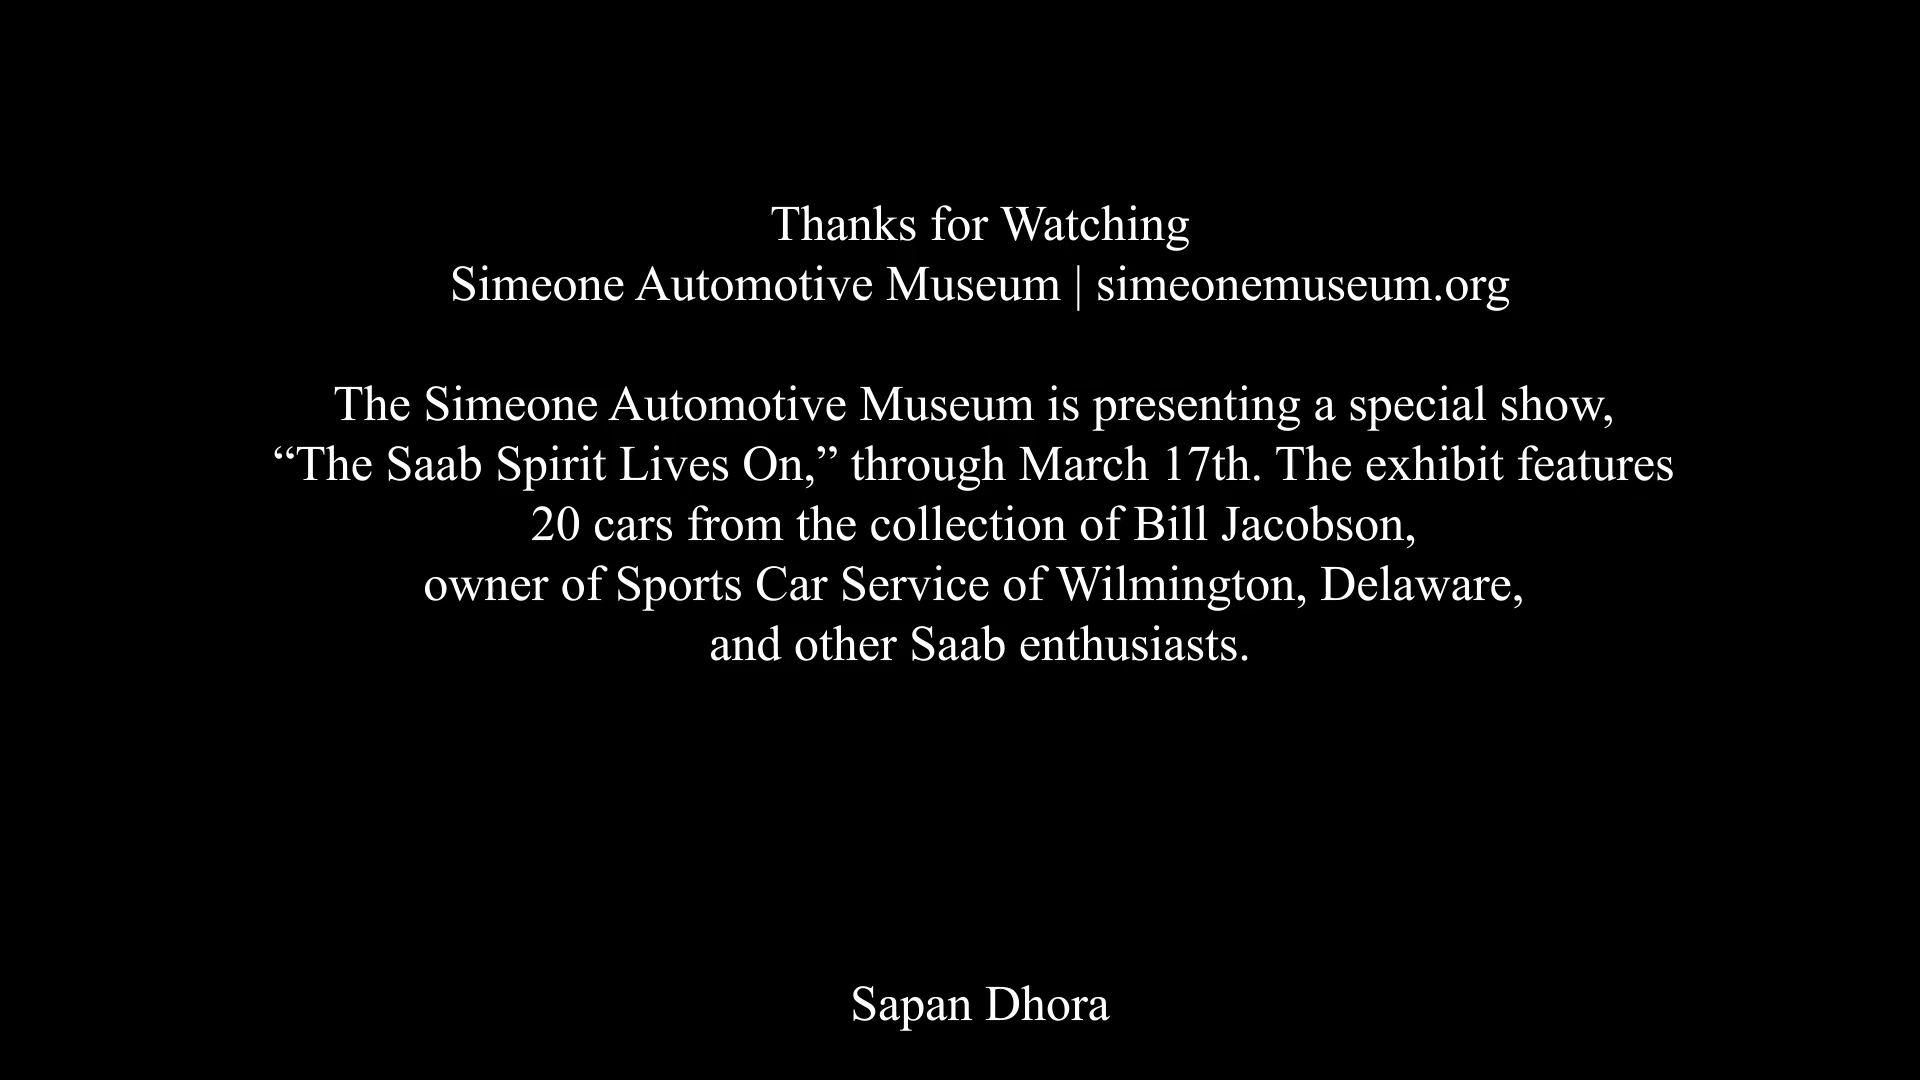 Thanks for Watching
Simeone Automotive Museum | simeonemuseum.org
The Simeone Automotive Museum is presenting a special show,
“The Saab Spirit Lives On,” through March 17th. The exhibit features
20 cars from the collection of Bill Jacobson,
owner of Sports Car Service of Wilmington, Delaware,
and other Saab enthusiasts.
Sapan Dhora